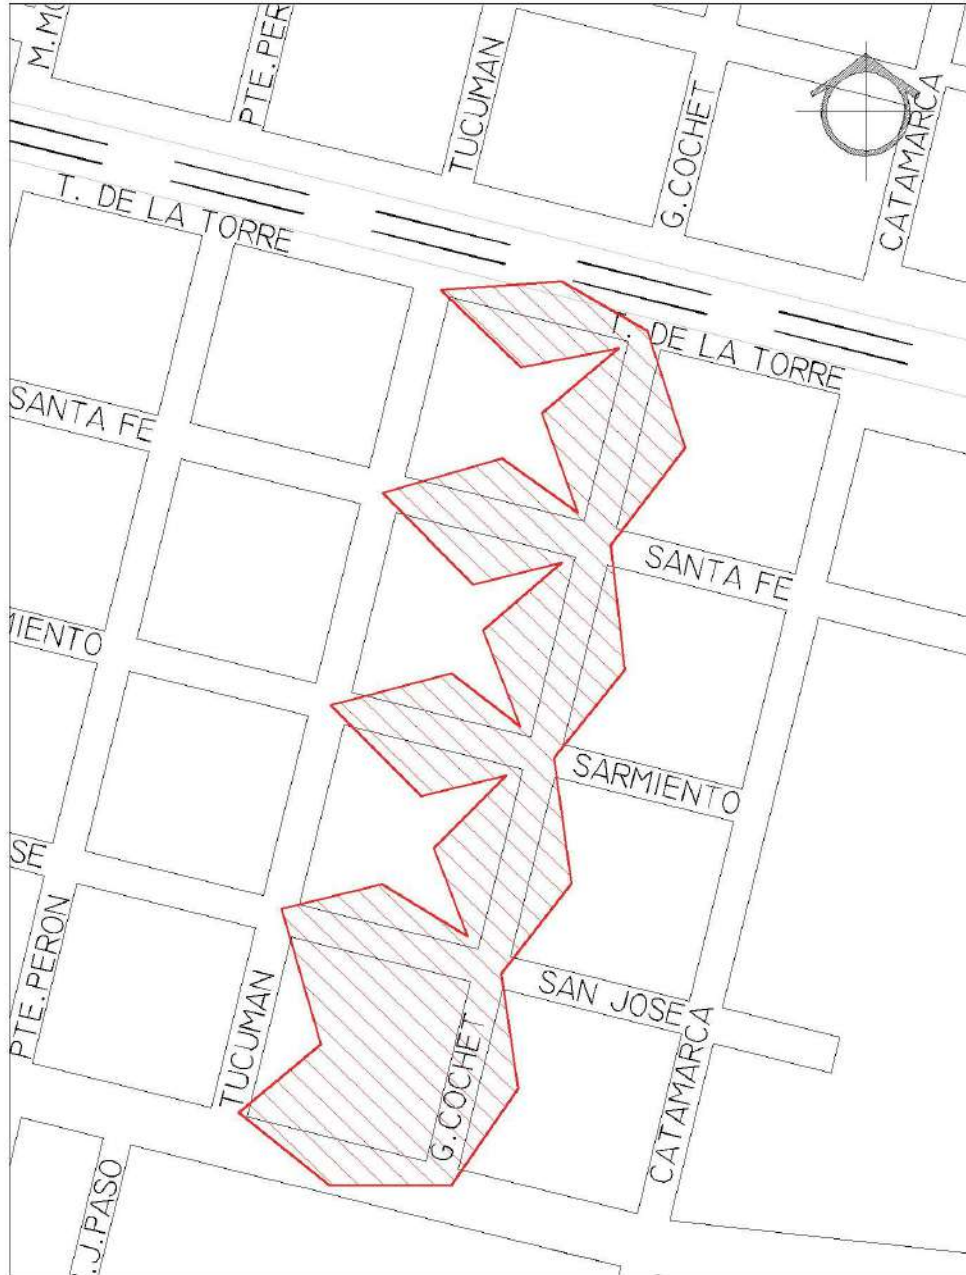 M.MO
PTE.PER
TUCUMAN
G.COCHET
CATAMARCA
T. DE LA TORRE
T. DE LA TORRE
SANTA FE
SANTA FE
MIENTO
SARMIENTO
SE
SAN JOSE
PTE.PERON
TUCUMAN
G.COCHET
CATAMARCA
.J.PASO